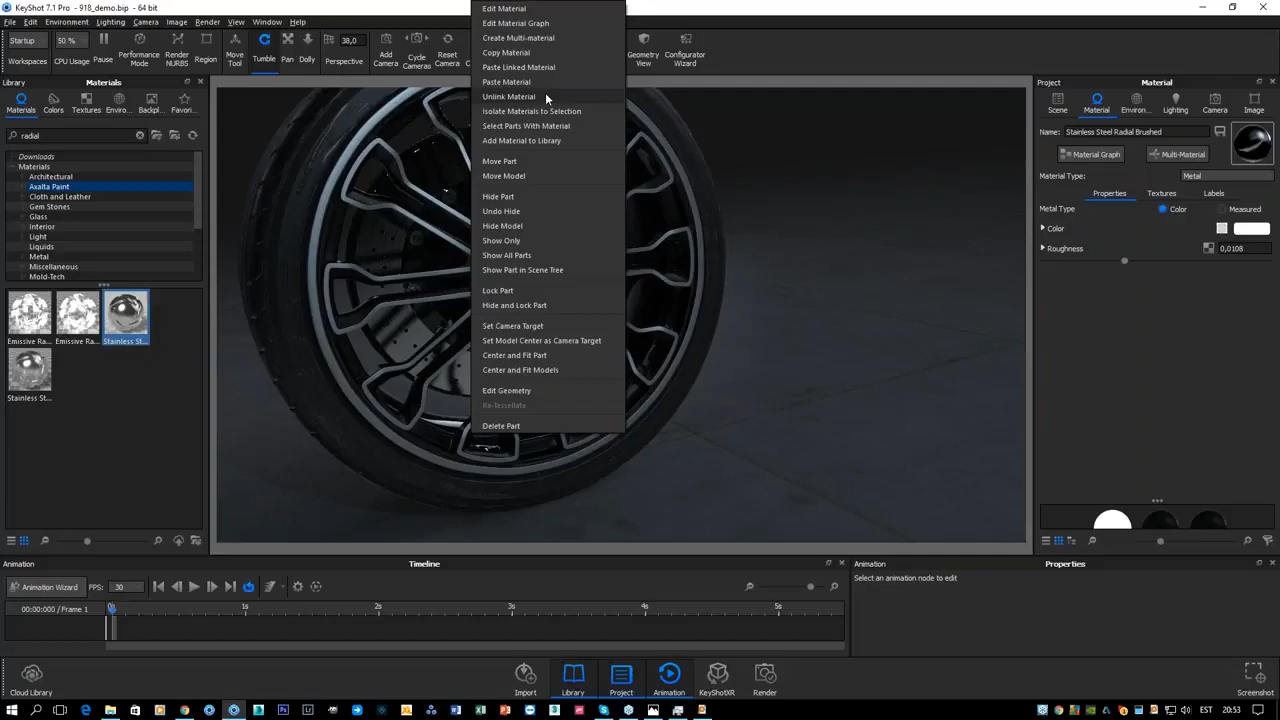 KeyShot 7.1 Pro - 918_demo.bip - 64 bit
File Edit Environment Lighting Camera Image Render View Window Help
Startup
50 %
38,0
Workspaces
CPU Usage
Pause
Performance Mode
Render NURBS
Region
Move Tool
Tumble
Pan
Dolly
Perspective
Add Camera
Cycle Cameras
Reset Camera
Geometry View
Configurator Wizard
Library
Materials
Materials
Colors
Textures
Enviro...
Backpl...
Favori...
radial
Downloads
Materials
Architectural
Axalta Paint
Cloth and Leather
Gem Stones
Glass
Interior
Light
Liquids
Metal
Miscellaneous
Mold-Tech
Emissive Ra...
Emissive Ra...
Stainless St...
Stainless St...
Edit Material
Edit Material Graph
Create Multi-material
Copy Material
Paste Linked Material
Paste Material
Unlink Material
Isolate Materials to Selection
Select Parts With Material
Add Material to Library
Move Part
Move Model
Hide Part
Undo Hide
Hide Model
Show Only
Show All Parts
Show Part in Scene Tree
Lock Part
Hide and Lock Part
Set Camera Target
Set Model Center as Camera Target
Center and Fit Part
Center and Fit Models
Edit Geometry
Re-Tessellate
Delete Part
Project
Material
Scene
Material
Environ...
Lighting
Camera
Image
Name: Stainless Steel Radial Brushed
Material Graph
Multi-Material
Material Type: Metal
Properties
Textures
Labels
Metal Type
Color
Measured
Color
Roughness
0,0108
Animation
Timeline
Animation Wizard
FPS: 30
00:00:000 / Frame 1
0s 1s 2s 3s 4s 5s
Animation
Properties
Select an animation node to edit
Cloud Library
Import
Library
Project
Animation
KeyShotXR
Render
Screenshot
EST
20:53